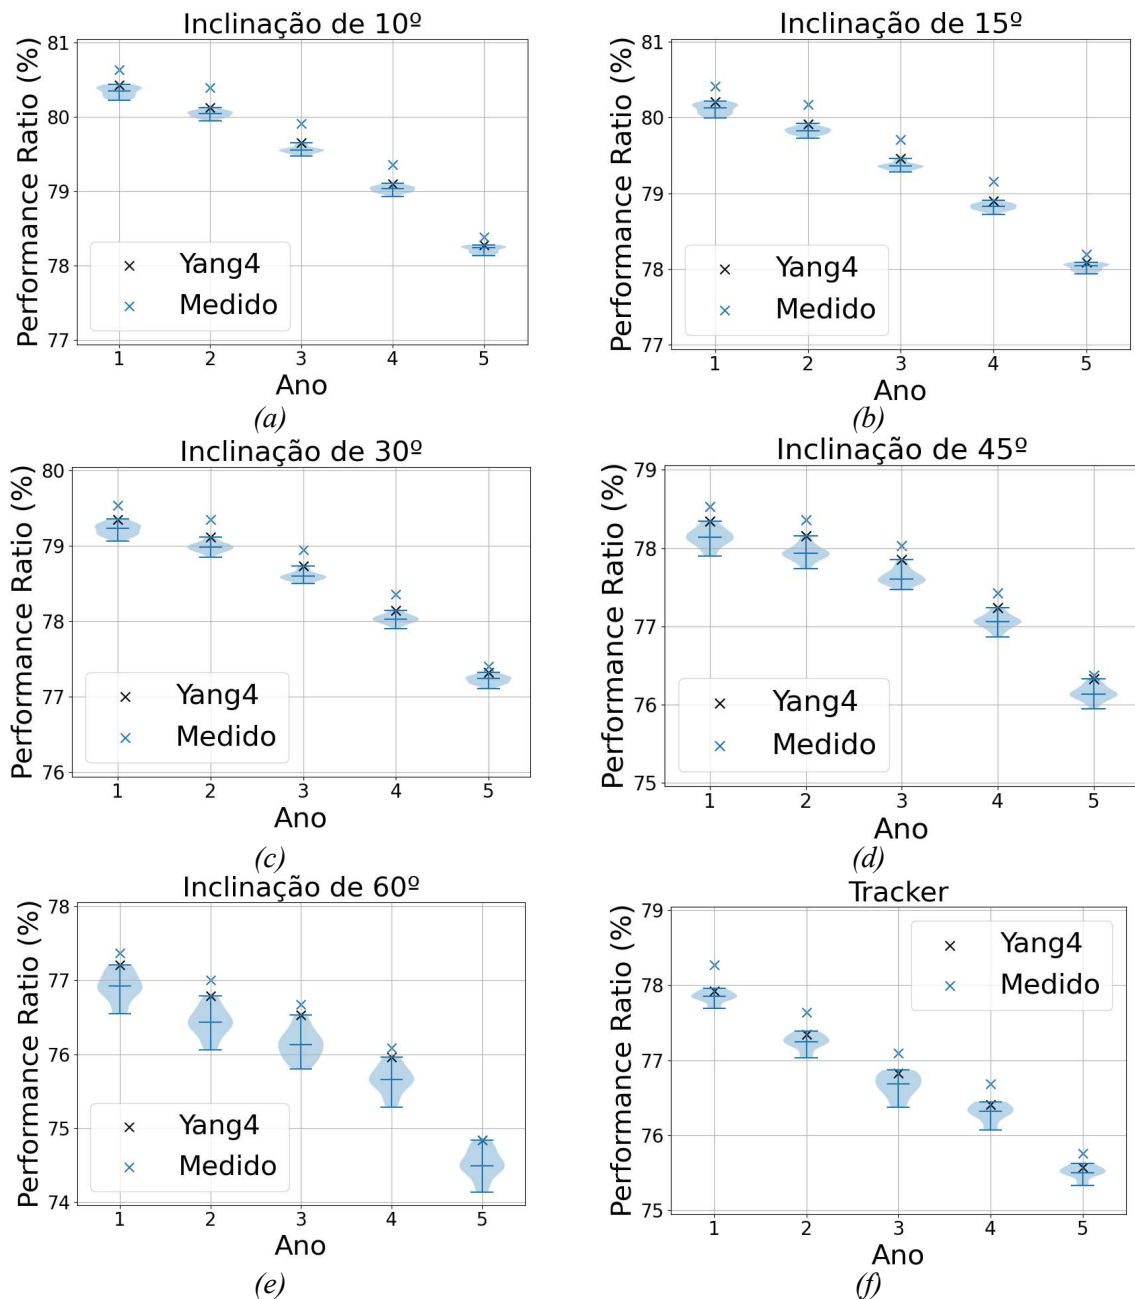 Inclinação de 10º
Performance Ratio (%)
81
80
79
78
77
Yang4
Medido
1 2 3 4 5
Ano
(a)
Inclinação de 15º
Performance Ratio (%)
81
80
79
78
77
Yang4
Medido
1 2 3 4 5
Ano
(b)
Inclinação de 30º
Performance Ratio (%)
80
79
78
77
76
Yang4
Medido
1 2 3 4 5
Ano
(c)
Inclinação de 45º
Performance Ratio (%)
79
78
77
76
75
Yang4
Medido
1 2 3 4 5
Ano
(d)
Inclinação de 60º
Performance Ratio (%)
78
77
76
75
74
Yang4
Medido
1 2 3 4 5
Ano
(e)
Tracker
Performance Ratio (%)
79
78
77
76
75
Yang4
Medido
1 2 3 4 5
Ano
(f)